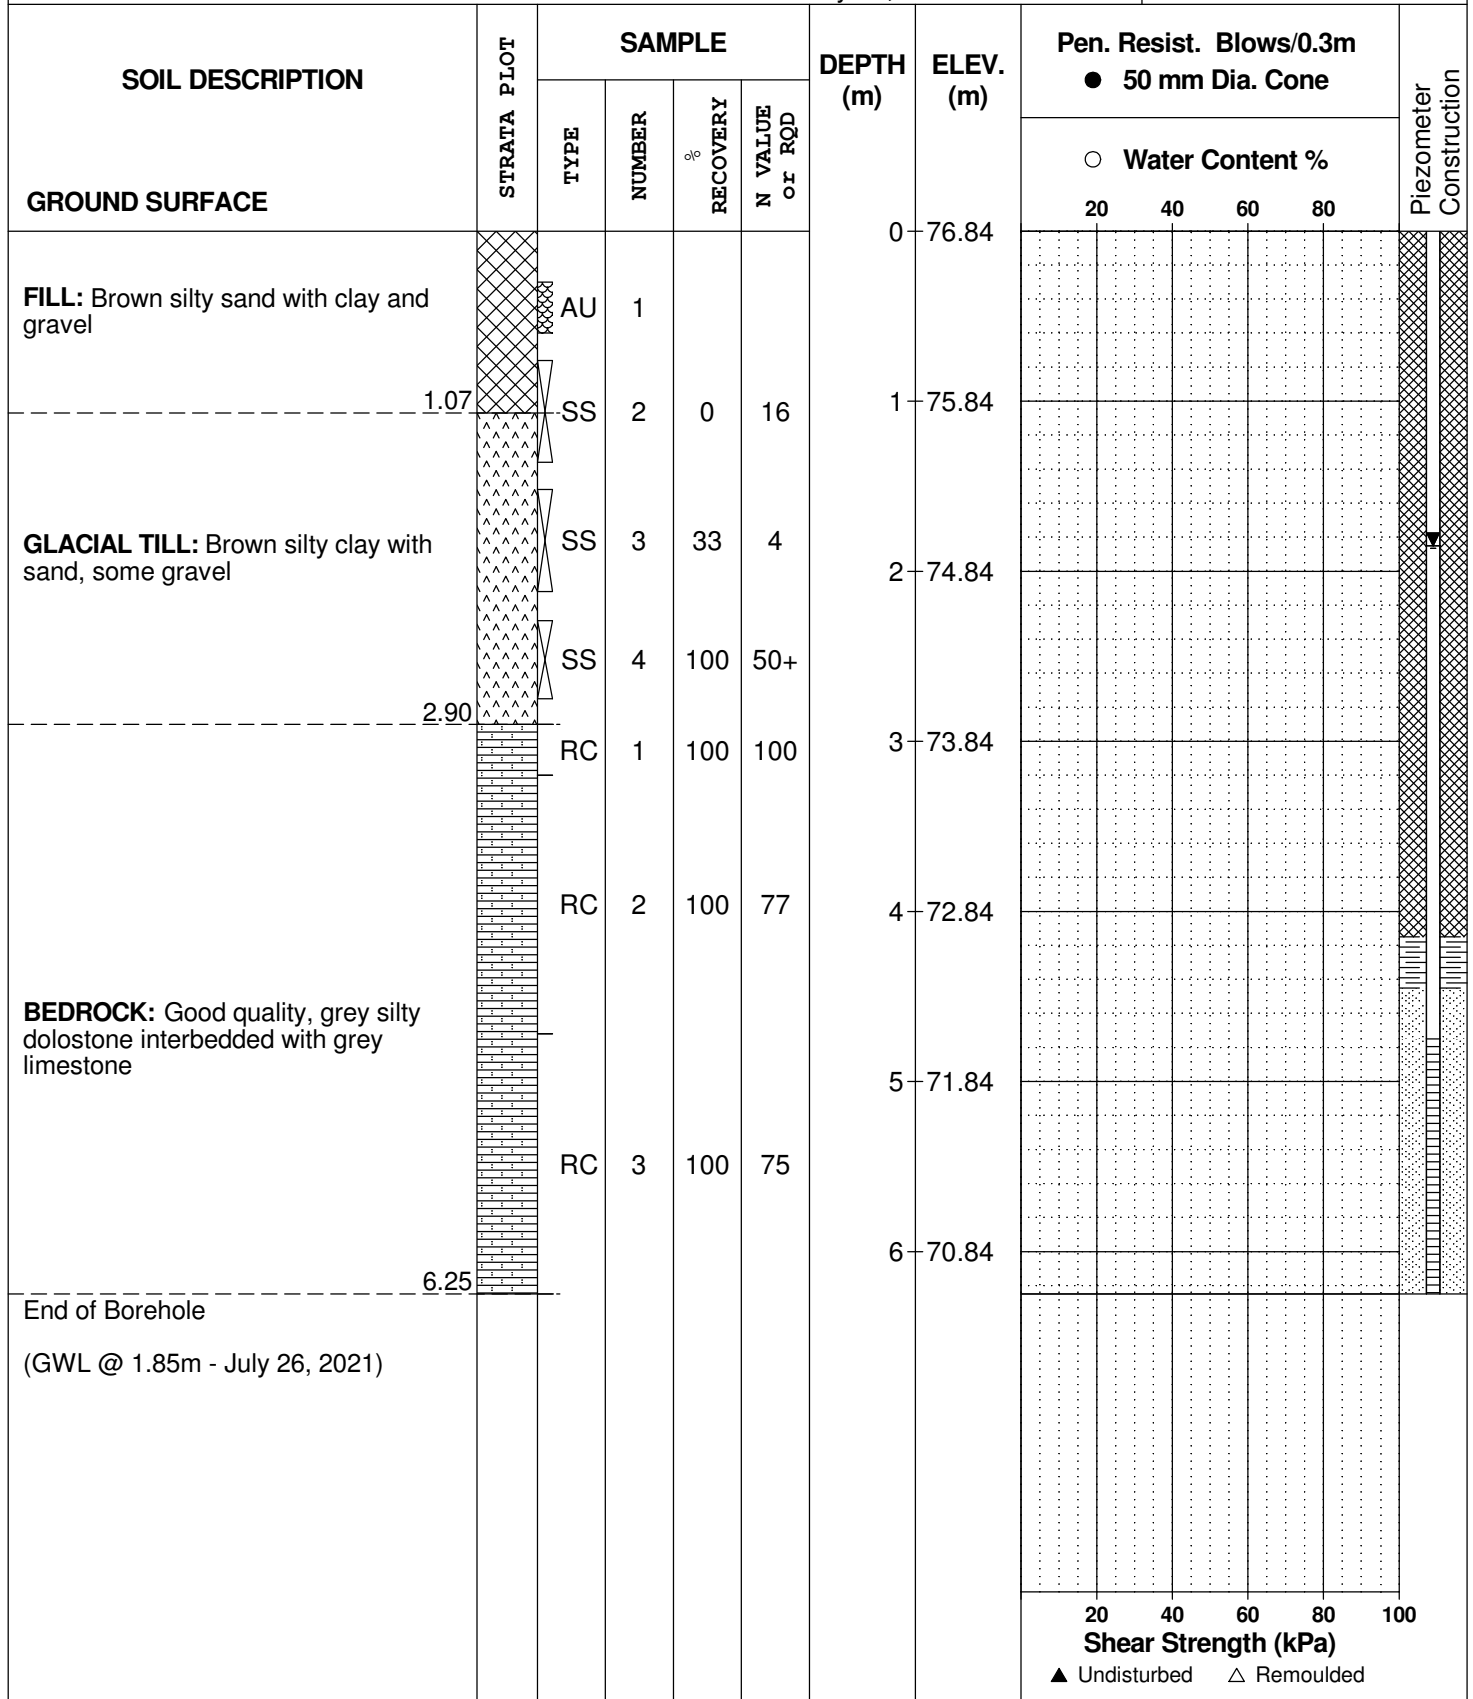 SOIL DESCRIPTION
GROUND SURFACE
STRATA PLOT
SAMPLE
TYPE
NUMBER
% RECOVERY
N VALUE or RQD
DEPTH (m)
ELEV. (m)
Pen. Resist. Blows/0.3m
● 50 mm Dia. Cone
○ Water Content %
20 40 60 80
Piezometer Construction
0 76.84
FILL: Brown silty sand with clay and
gravel
AU 1
1.07
SS 2 0 16
1 75.84
GLACIAL TILL: Brown silty clay with
sand, some gravel
SS 3 33 4
2 74.84
SS 4 100 50+
2.90
RC 1 100 100
3 73.84
RC 2 100 77
4 72.84
BEDROCK: Good quality, grey silty
dolostone interbedded with grey
limestone
5 71.84
RC 3 100 75
6 70.84
6.25
End of Borehole
(GWL @ 1.85m - July 26, 2021)
20 40 60 80 100
Shear Strength (kPa)
▲ Undisturbed △ Remoulded